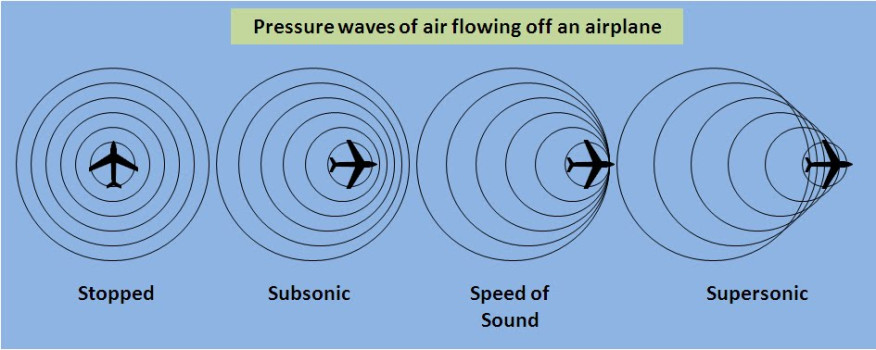 Pressure waves of air flowing off an airplane
Stopped
Subsonic
Speed of
Sound
Supersonic